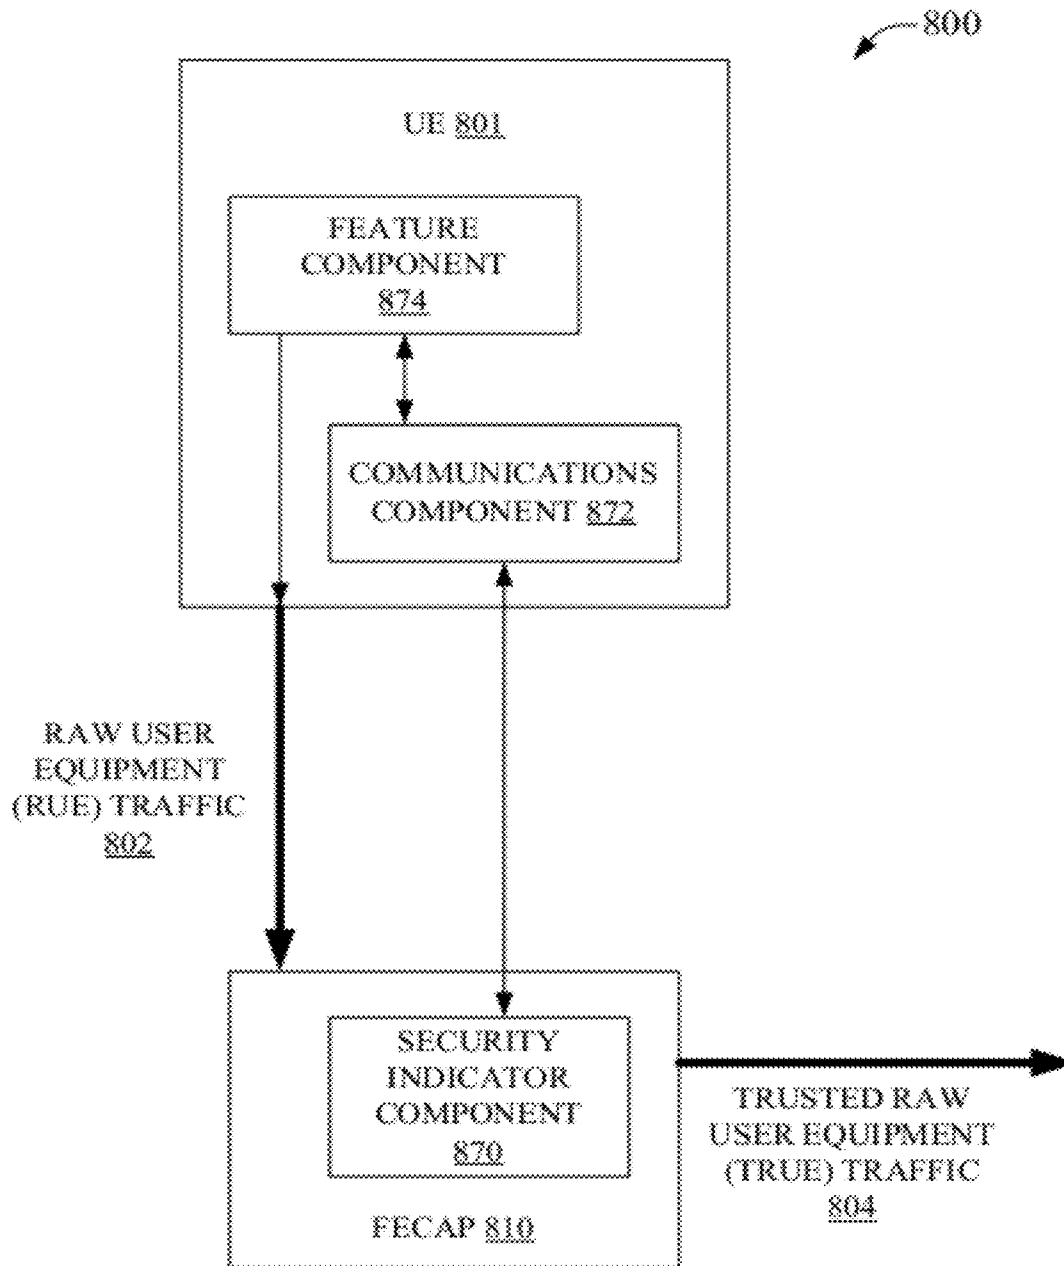 800
UE 801
FEATURE
COMPONENT
874
COMMUNICATIONS
COMPONENT 872
RAW USER
EQUIPMENT
(RUE) TRAFFIC
802
SECURITY
INDICATOR
COMPONENT
870
FECAP 810
TRUSTED RAW
USER EQUIPMENT
(TRUE) TRAFFIC
804